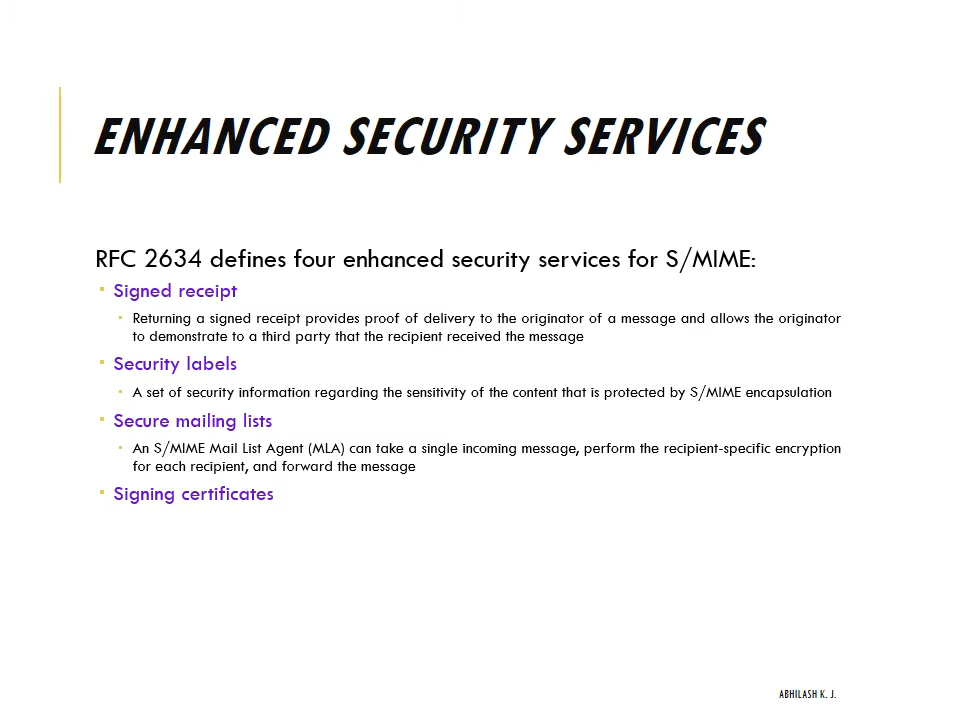 ENHANCED SECURITY SERVICES
RFC 2634 defines four enhanced security services for S/MIME:
Signed receipt
Returning a signed receipt provides proof of delivery to the originator of a message and allows the originator
to demonstrate to a third party that the recipient received the message
Security labels
A set of security information regarding the sensitivity of the content that is protected by S/MIME encapsulation
Secure mailing lists
An S/MIME Mail List Agent (MLA) can take a single incoming message, perform the recipient-specific encryption
for each recipient, and forward the message
Signing certificates
ABHILASH K. J.